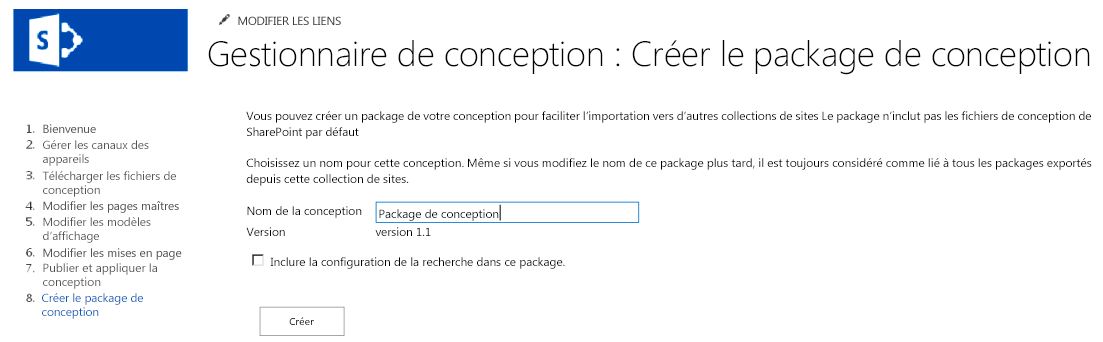 MODIFIER LES LIENS
Gestionnaire de conception : Créer le package de conception
S
1. Bienvenue
2. Gérer les canaux des
appareils
3. Télécharger les fichiers de
conception
4. Modifier les pages maîtres
5. Modifier les modèles
d'affichage
6. Modifier les mises en page
7. Publier et appliquer la
conception
8. Créer le package de
conception
Vous pouvez créer un package de votre conception pour faciliter l'importation vers d'autres collections de sites Le package n'inclut pas les fichiers de conception de
SharePoint par défaut
Choisissez un nom pour cette conception. Même si vous modifiez le nom de ce package plus tard, il est toujours considéré comme lié à tous les packages exportés
depuis cette collection de sites.
Nom de la conception Package de conception
Version version 1.1
Inclure la configuration de la recherche dans ce package.
Créer